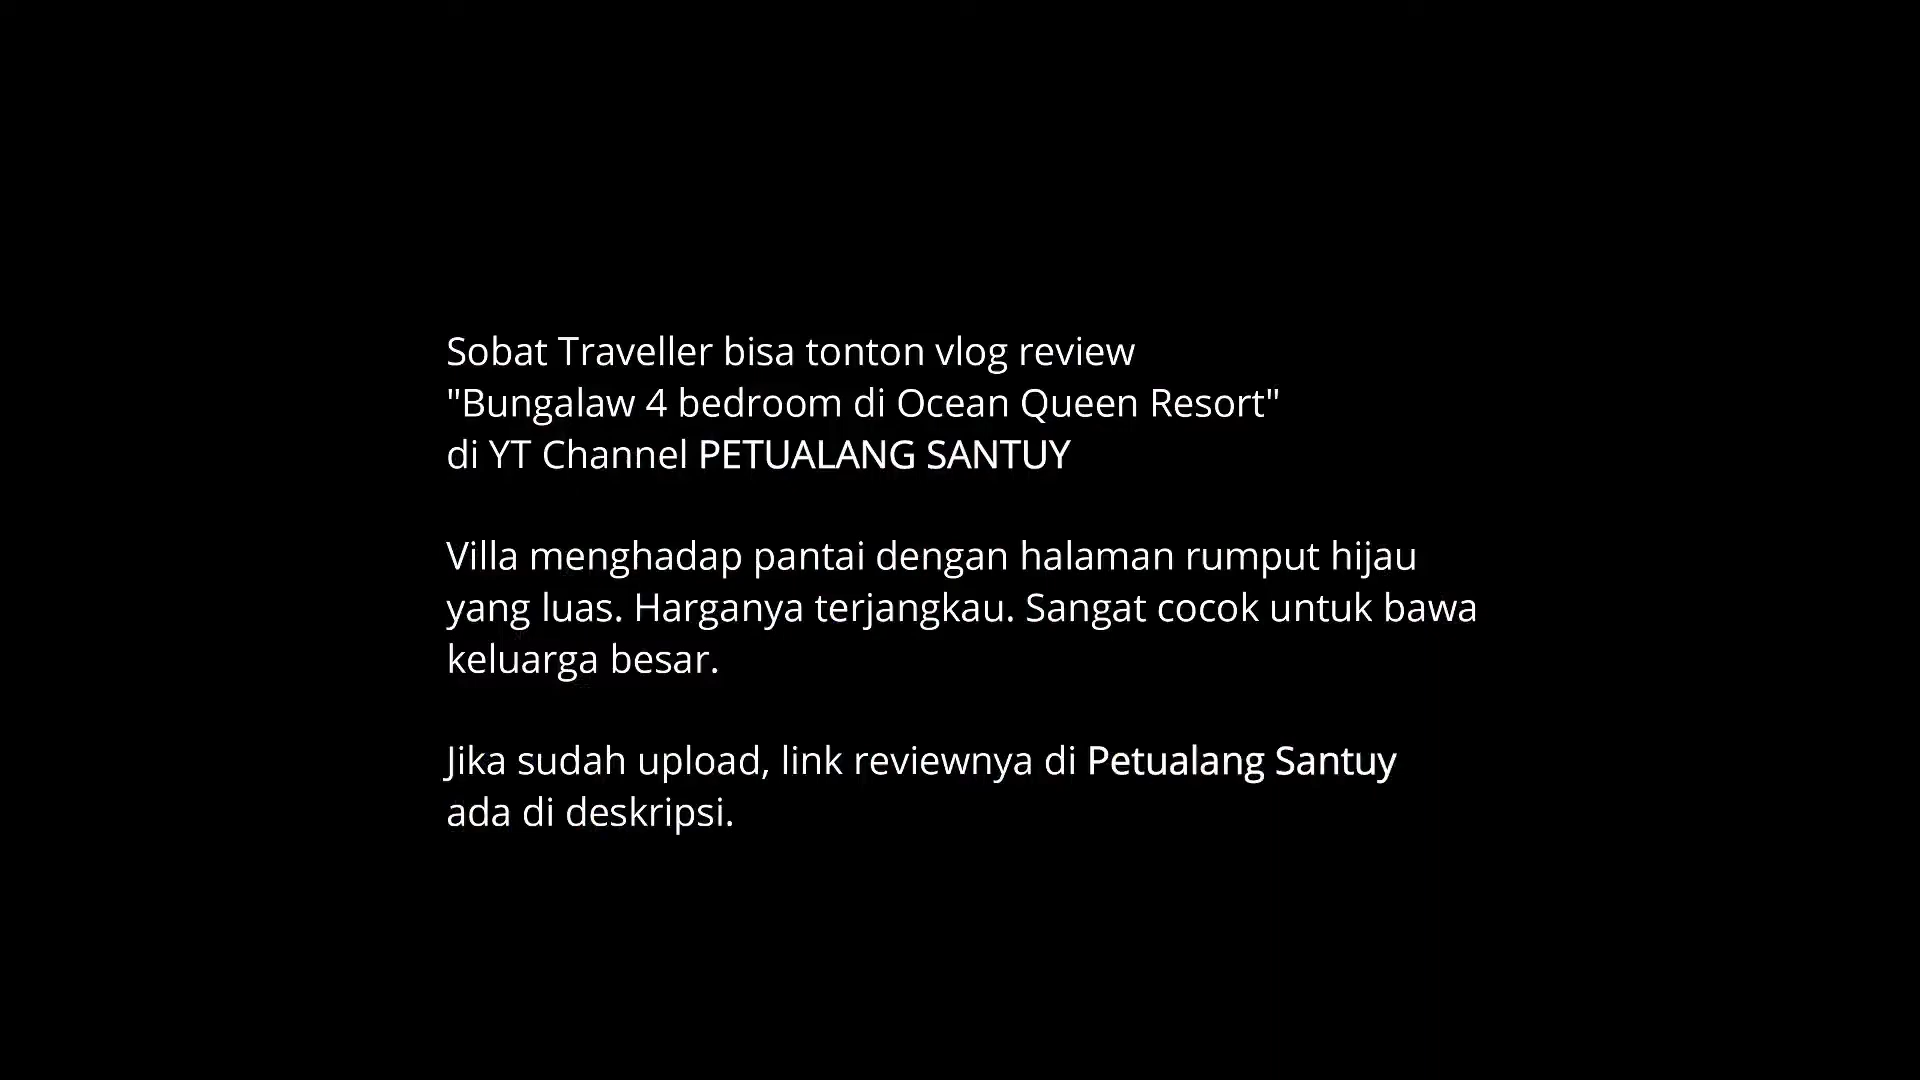 Sobat Traveller bisa tonton vlog review
"Bungalaw 4 bedroom di Ocean Queen Resort"
di YT Channel PETUALANG SANTUY
Villa menghadap pantai dengan halaman rumput hijau
yang luas. Harganya terjangkau. Sangat cocok untuk bawa
keluarga besar.
Jika sudah upload, link reviewnya di Petualang Santuy
ada di deskripsi.